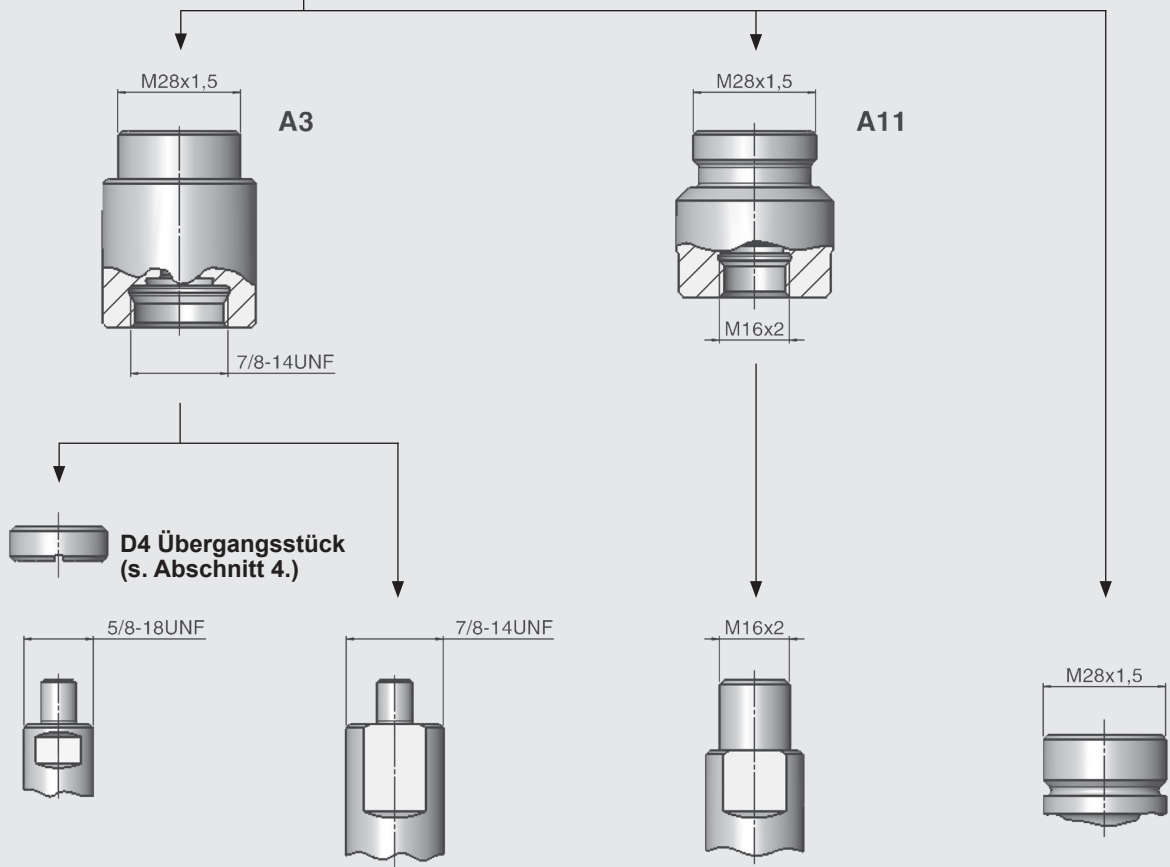 M28x1,5
A3
7/8-14UNF
M28x1,5
A11
M16x2
D4 Übergangsstück
(s. Abschnitt 4.)
5/8-18UNF
7/8-14UNF
M16x2
M28x1,5